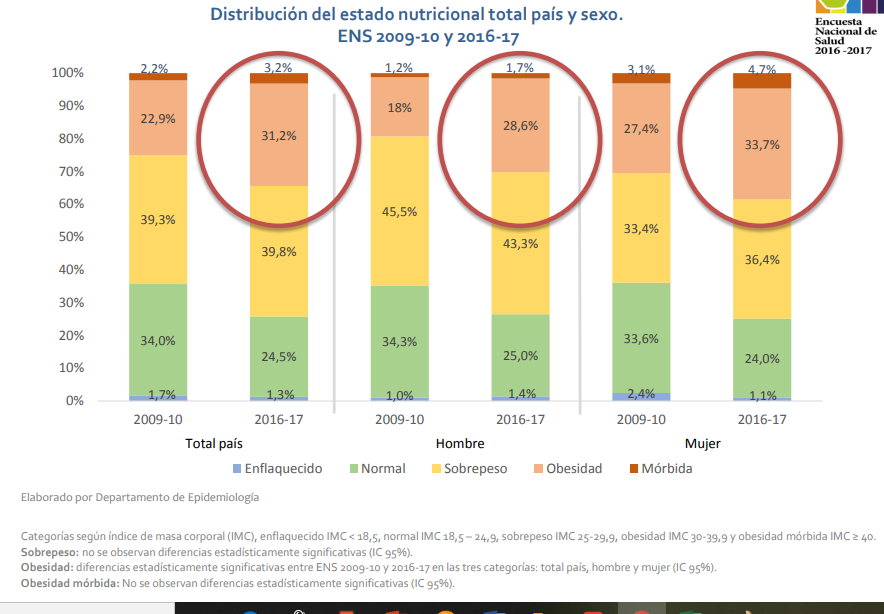 Distribución del estado nutricional total país y sexo.
ENS 2009-10 y 2016-17
Encuesta
Nacional de
Salud
2016 -2017
100%
90%
80%
70%
60%
50%
40%
30%
20%
10%
0%
2,2% 3,2% 1,2% 1,7% 3,1% 4,7%
22,9% 31,2% 18% 28,6% 27,4% 33,7%
39,3% 39,8% 45,5% 43,3% 33,4% 36,4%
34,0% 24,5% 34,3% 25,0% 33,6% 24,0%
1,7% 1,3% 1,0% 1,4% 2,4% 1,1%
2009-10 2016-17 2009-10 2016-17 2009-10 2016-17
Total país Hombre Mujer
Enflaquecido Normal Sobrepeso Obesidad Mórbida
Elaborado por Departamento de Epidemiología
Categorías según índice de masa corporal (IMC), enflaquecido IMC < 18,5, normal IMC 18,5 – 24,9, sobrepeso IMC 25-29,9, obesidad IMC 30-39,9 y obesidad mórbida IMC ≥ 40.
Sobrepeso: no se observan diferencias estadísticamente significativas (IC 95%).
Obesidad: diferencias estadísticamente significativas entre ENS 2009-10 y 2016-17 en las tres categorías: total país, hombre y mujer (IC 95%).
Obesidad mórbida: No se observan diferencias estadísticamente significativas (IC 95%).